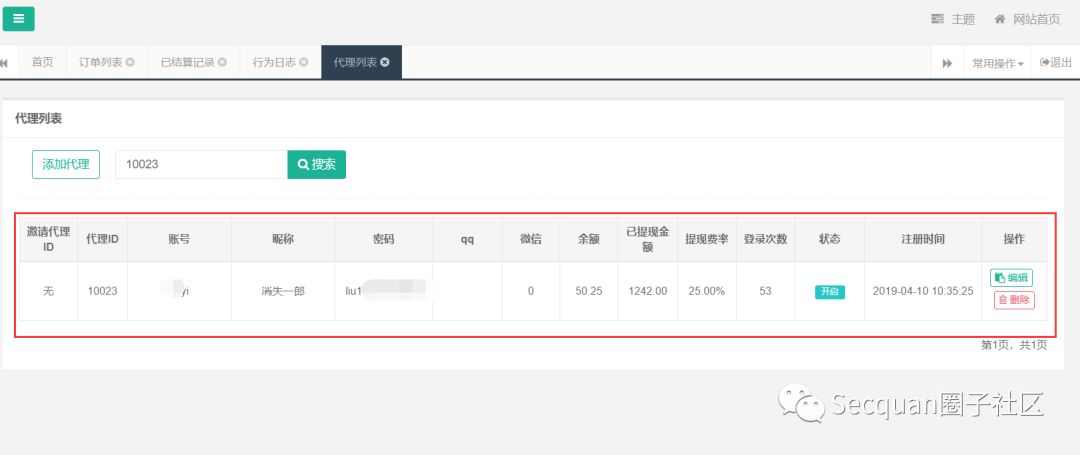 主题 网站首页
首页 订单列表 已结算记录 行为日志 代理列表 常用操作 退出
代理列表
添加代理 10023 搜索
邀请代理ID 代理ID 账号 昵称 密码 qq 微信 余额 已提现金额 提现费率 登录次数 状态 注册时间 操作
无 10023 yi 消失一郎 liu1 0 50.25 1242.00 25.00% 53 开启 2019-04-10 10:35:25 编辑
删除
第1页，共1页
Secquan圈子社区